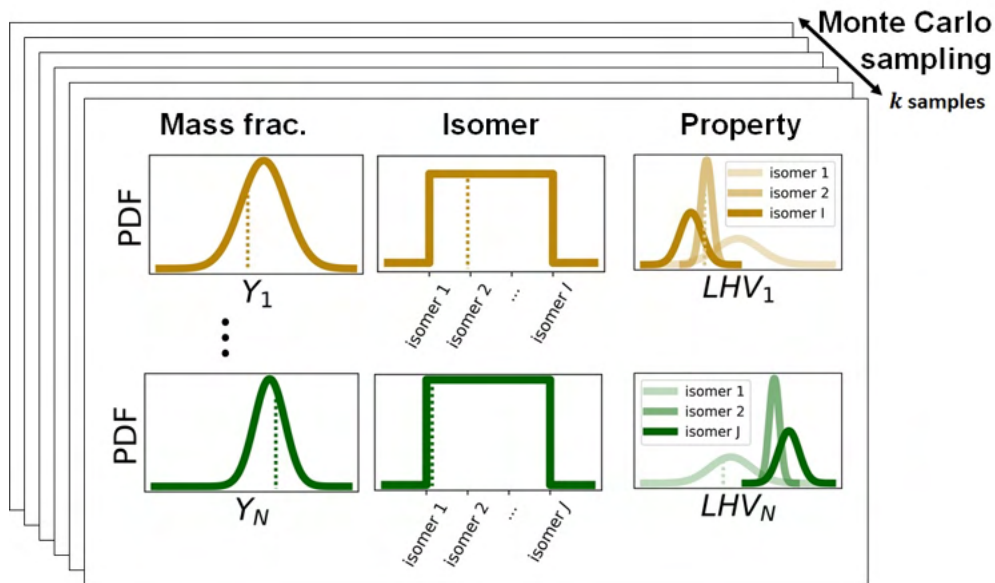 Monte Carlo
sampling
k samples
Mass frac.
Isomer
Property
PDF
Y1
isomer 1
isomer 2
...
isomer I
isomer 1
isomer 2
isomer I
LHV1
PDF
YN
isomer 1
isomer 2
...
isomer J
isomer 1
isomer 2
isomer J
LHVN